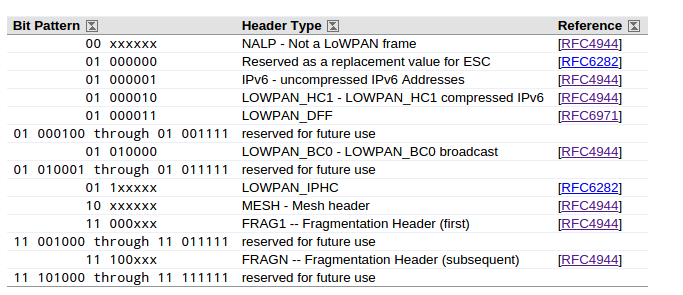 Bit Pattern Header Type Reference
00 xxxxxx NALP - Not a LoWPAN frame [RFC4944]
01 000000 Reserved as a replacement value for ESC [RFC6282]
01 000001 IPv6 - uncompressed IPv6 Addresses [RFC4944]
01 000010 LOWPAN_HC1 - LOWPAN_HC1 compressed IPv6 [RFC4944]
01 000011 LOWPAN_DFF [RFC6971]
01 000100 through 01 001111 reserved for future use
01 010000 LOWPAN_BC0 - LOWPAN_BC0 broadcast [RFC4944]
01 010001 through 01 011111 reserved for future use
01 1xxxxx LOWPAN_IPHC [RFC6282]
10 xxxxxx MESH - Mesh header [RFC4944]
11 000xxx FRAG1 -- Fragmentation Header (first) [RFC4944]
11 001000 through 11 011111 reserved for future use
11 100xxx FRAGN -- Fragmentation Header (subsequent) [RFC4944]
11 101000 through 11 111111 reserved for future use